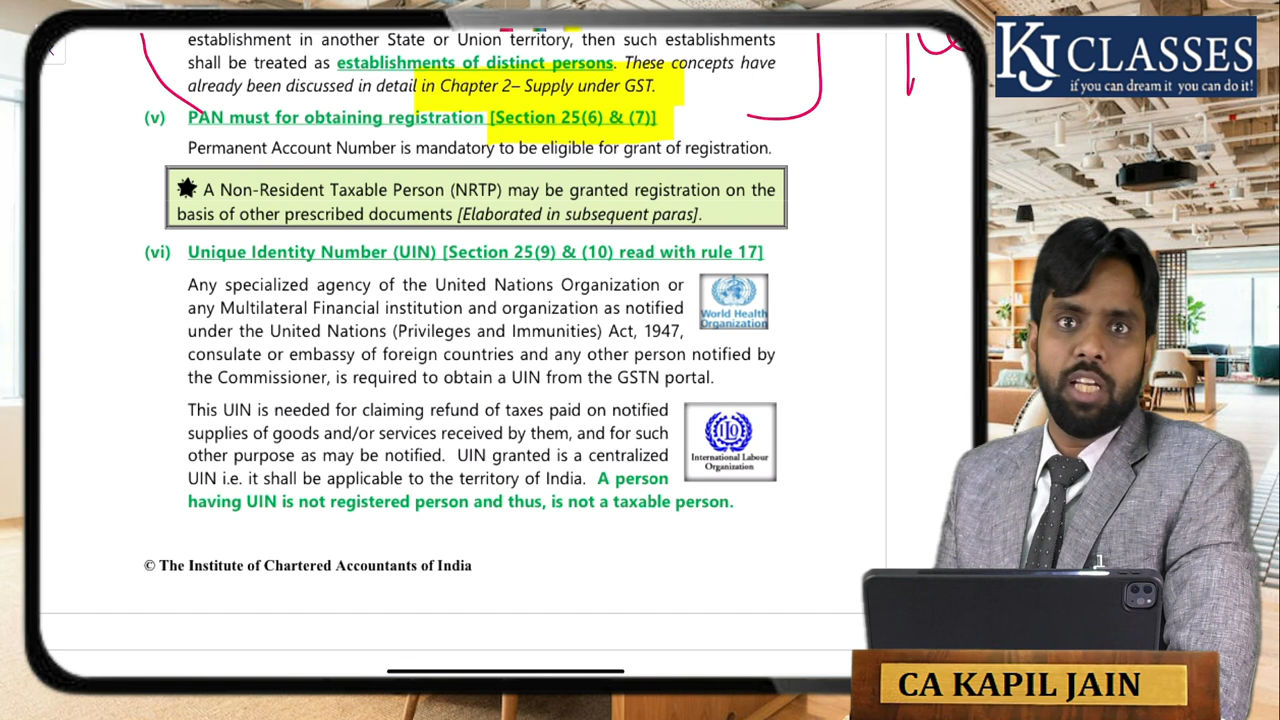 establishment in another State or Union territory, then such establishments
shall be treated as establishments of distinct persons. These concepts have
already been discussed in detail in Chapter 2– Supply under GST.
(v) PAN must for obtaining registration [Section 25(6) & (7)]
Permanent Account Number is mandatory to be eligible for grant of registration.
A Non-Resident Taxable Person (NRTP) may be granted registration on the
basis of other prescribed documents [Elaborated in subsequent paras].
(vi) Unique Identity Number (UIN) [Section 25(9) & (10) read with rule 17]
Any specialized agency of the United Nations Organization or
any Multilateral Financial institution and organization as notified
under the United Nations (Privileges and Immunities) Act, 1947,
consulate or embassy of foreign countries and any other person notified by
the Commissioner, is required to obtain a UIN from the GSTN portal.
World Health
Organization
This UIN is needed for claiming refund of taxes paid on notified
supplies of goods and/or services received by them, and for such
other purpose as may be notified. UIN granted is a centralized
UIN i.e. it shall be applicable to the territory of India. A person
having UIN is not registered person and thus, is not a taxable person.
ILO
International Labour
Organization
© The Institute of Chartered Accountants of India
KJ CLASSES
if you can dream it you can do it!
1
CA KAPIL JAIN